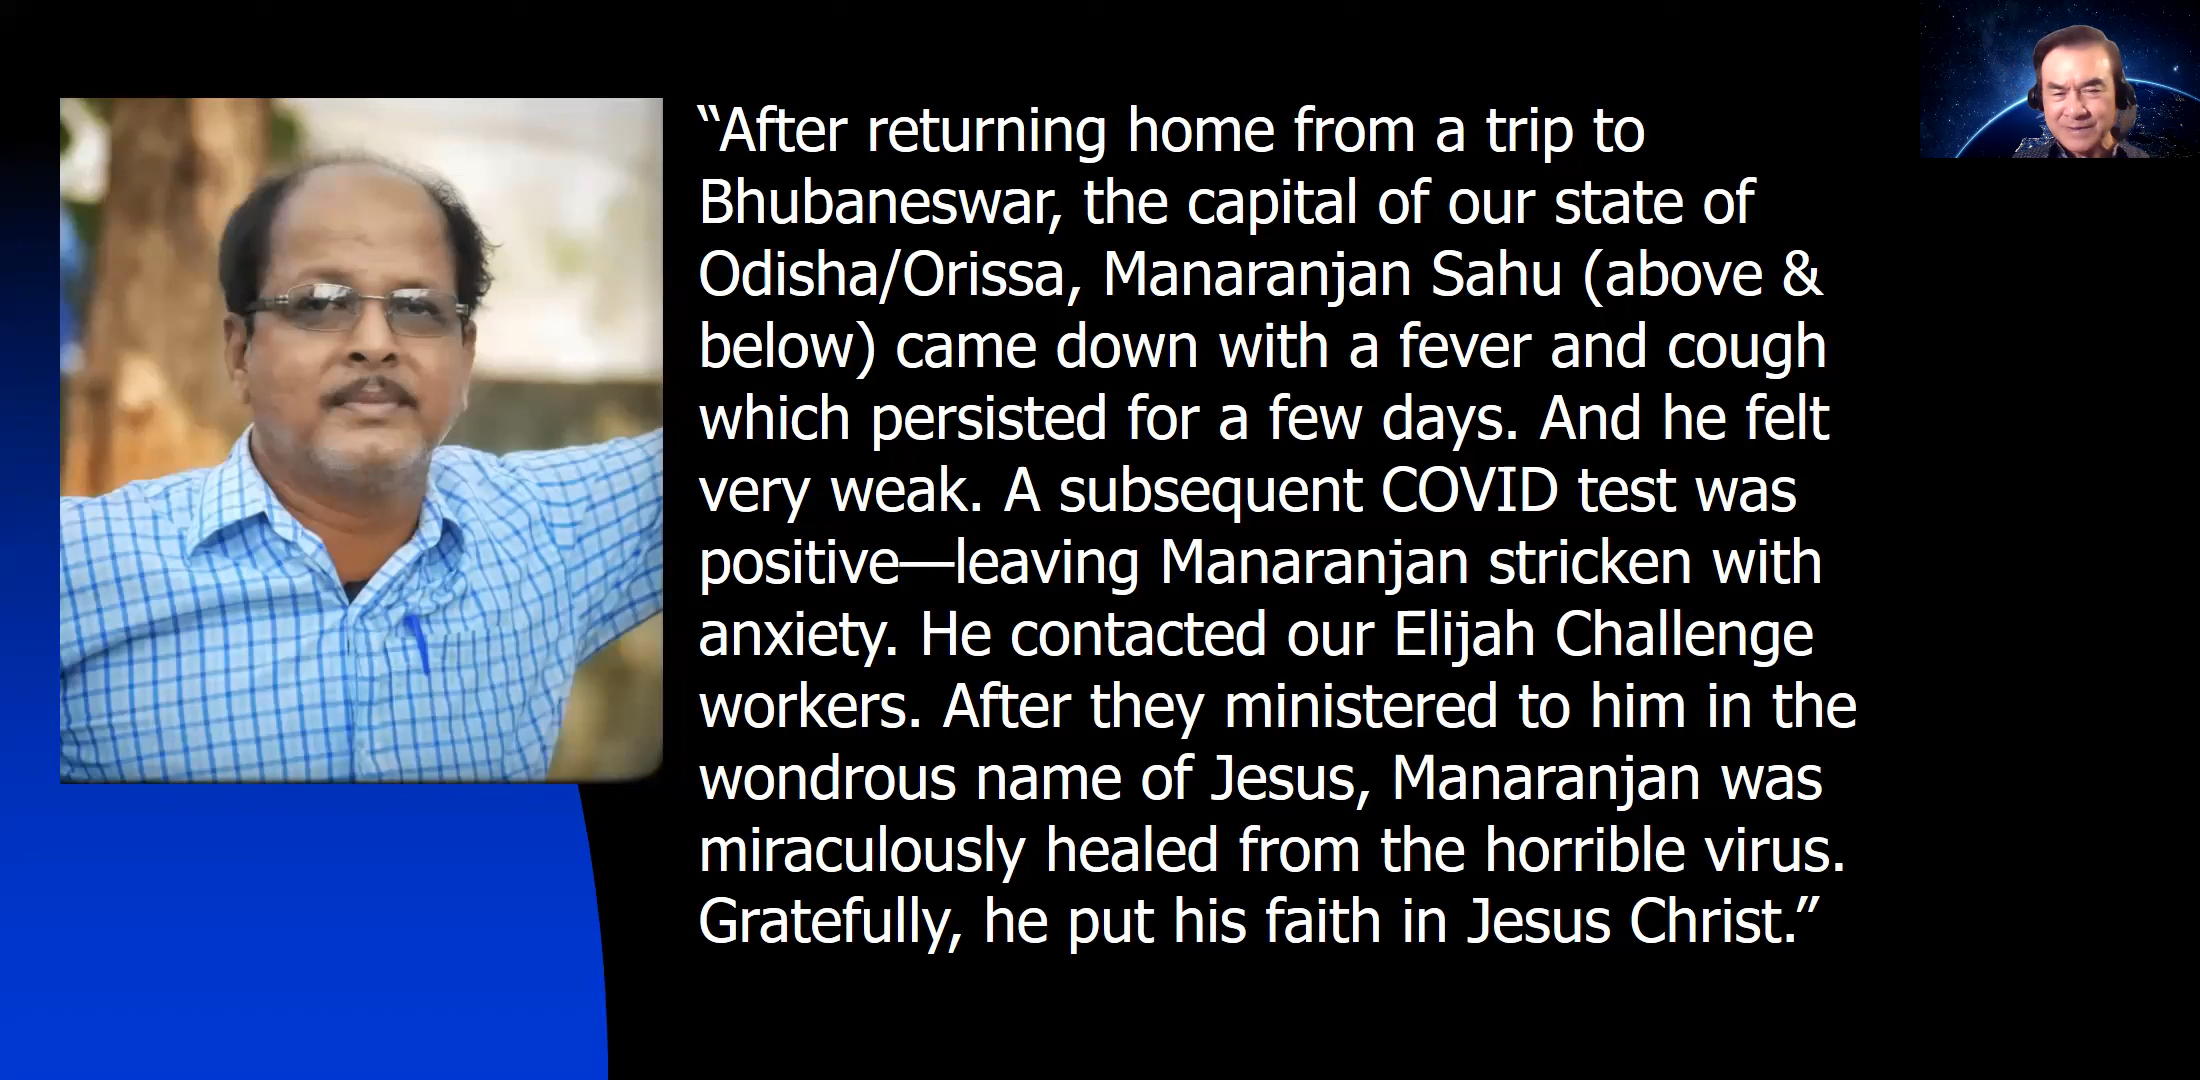 “After returning home from a trip to
Bhubaneswar, the capital of our state of
Odisha/Orissa, Manaranjan Sahu (above &
below) came down with a fever and cough
which persisted for a few days. And he felt
very weak. A subsequent COVID test was
positive—leaving Manaranjan stricken with
anxiety. He contacted our Elijah Challenge
workers. After they ministered to him in the
wondrous name of Jesus, Manaranjan was
miraculously healed from the horrible virus.
Gratefully, he put his faith in Jesus Christ.”